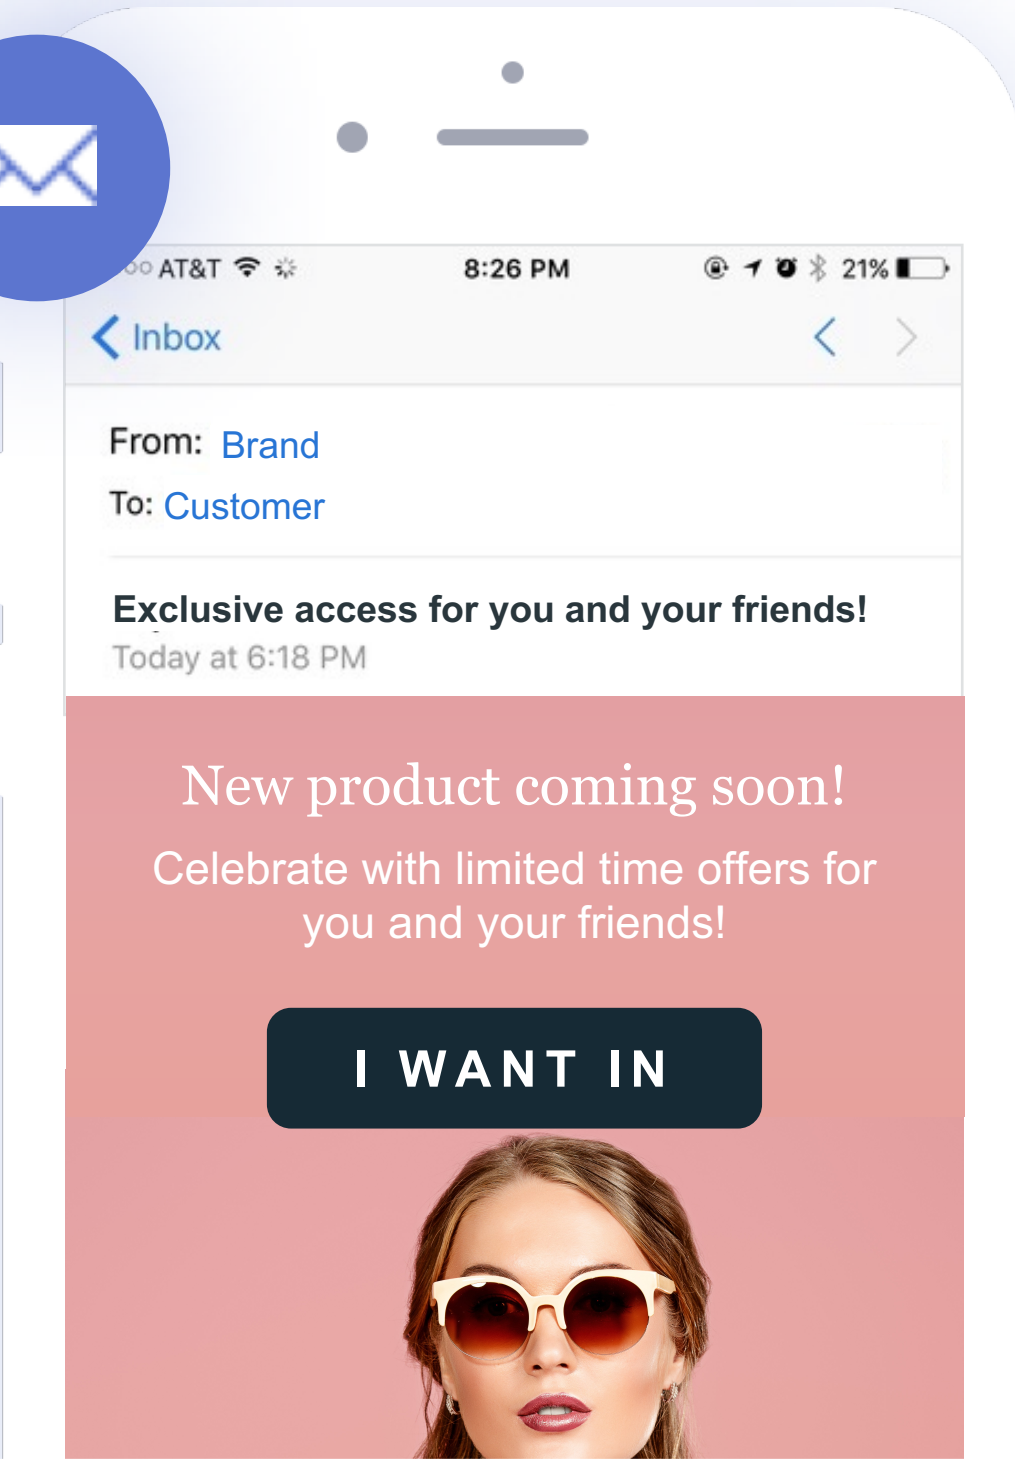 AT&T 8:26 PM 21%
Inbox
From: Brand
To: Customer
Exclusive access for you and your friends!
Today at 6:18 PM
New product coming soon!
Celebrate with limited time offers for
you and your friends!
I WANT IN